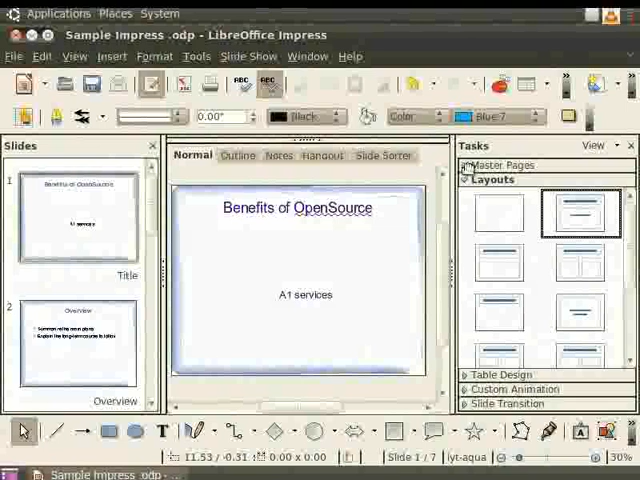 Applications Places System
Sample Impress .odp - LibreOffice Impress
File Edit View Insert Format Tools Slide Show Window Help
ABC ABC
0.00" Black Color Blue 7
Slides
Normal Outline Notes Handout Slide Sorter
Tasks View
Master Pages
Layouts
1
Benefits of OpenSource
A1 services
Title
2
Overview
Overview
Benefits of OpenSource
A1 services
Table Design
Custom Animation
Slide Transition
T
A
11.53 / -0.31 0.00 x 0.00 Slide 1 / 7 lyt-aqua 30%
Sample Impress .odp - ...